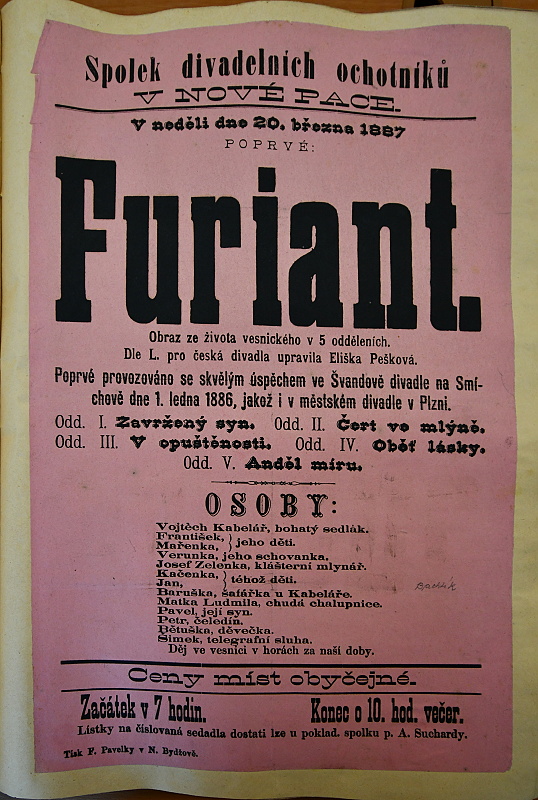 Spolek divadelních ochotníků
V NOVÉ PACE.
V neděli dne 20. března 1887
POPRVÉ:
Furiant.
Obraz ze života vesnického v 5 odděleních.
Dle L. pro česká divadla upravila Eliška Pešková.
Poprvé provozováno se skvělým úspěchem ve Švandově divadle na Smí-
chově dne 1. ledna 1886, jakož i v městském divadle v Plzni.
Odd. I. Zavržený syn. Odd. II. Čert ve mlýně.
Odd. III. V opuštěnosti. Odd. IV. Oběť lásky.
Odd. V. Anděl míru.
OSOBY:
Vojtěch Kabelář, bohatý sedlák.
František, } jeho děti.
Mařenka,
Verunka, jeho schovanka.
Josef Zelenka, klášterní mlynář.
Kačenka, } téhož děti.
Jan,
Baruška, šafářka u Kabeláře.
Matka Ludmila, chudá chalupnice.
Pavel, její syn.
Petr, čeledín.
Bětuška, děvečka.
Šimek, telegrafní sluha.
Děj ve vesnici v horách za naší doby.
Ceny míst obyčejné.
Začátek v 7 hodin. Konec o 10. hod. večer.
Lístky na číslovaná sedadla dostati lze u poklad. spolku p. A. Suchardy.
Tisk F. Pavelky v N. Bydžově.